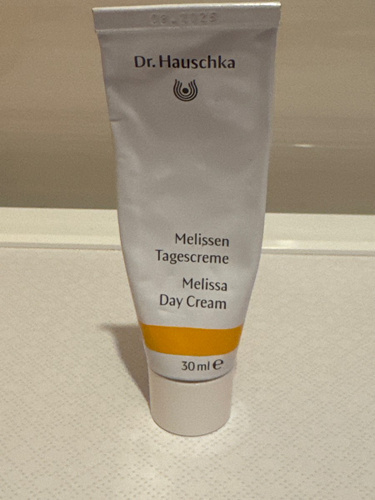 Dr. Hauschka
Melissen
Tagescreme
Melissa
Day Cream
30 ml ℮